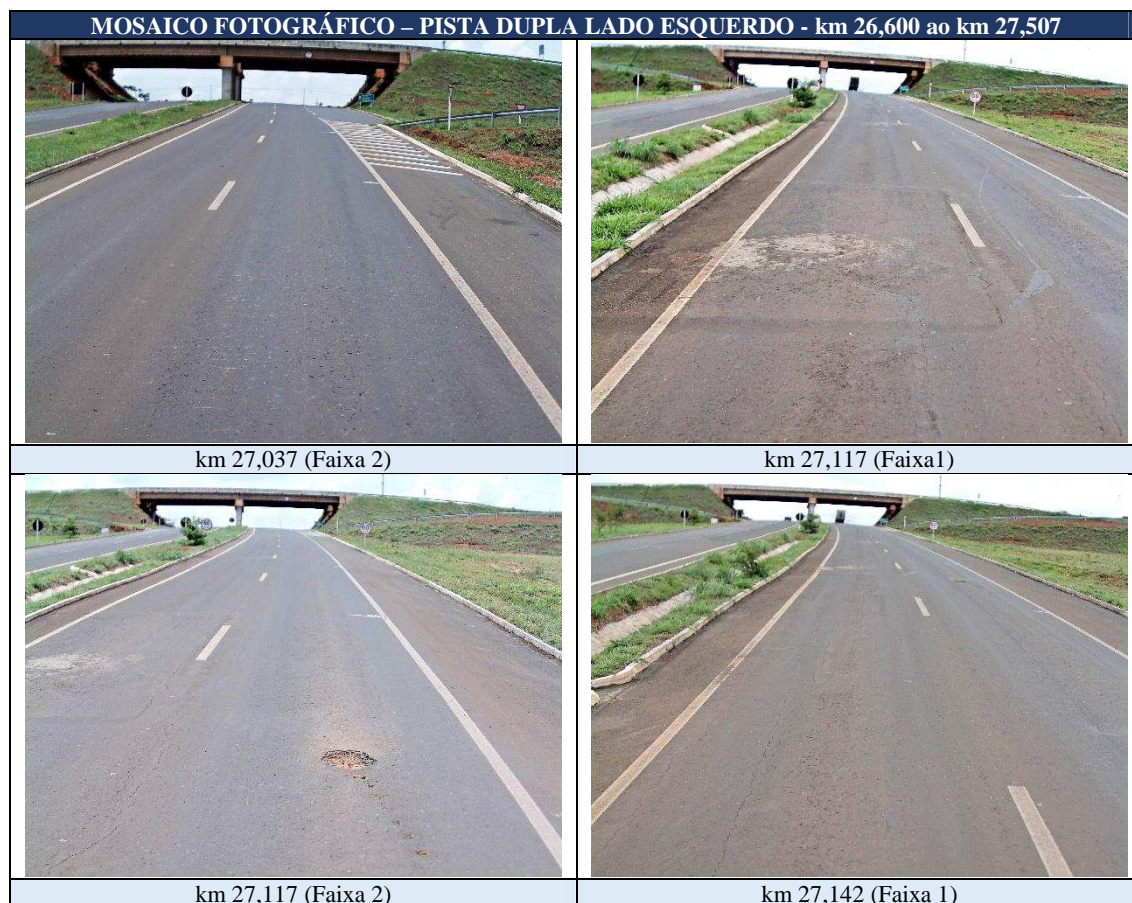 MOSAICO FOTOGRÁFICO – PISTA DUPLA LADO ESQUERDO - km 26,600 ao km 27,507
km 27,037 (Faixa 2)
km 27,117 (Faixa1)
km 27,117 (Faixa 2)
km 27,142 (Faixa 1)